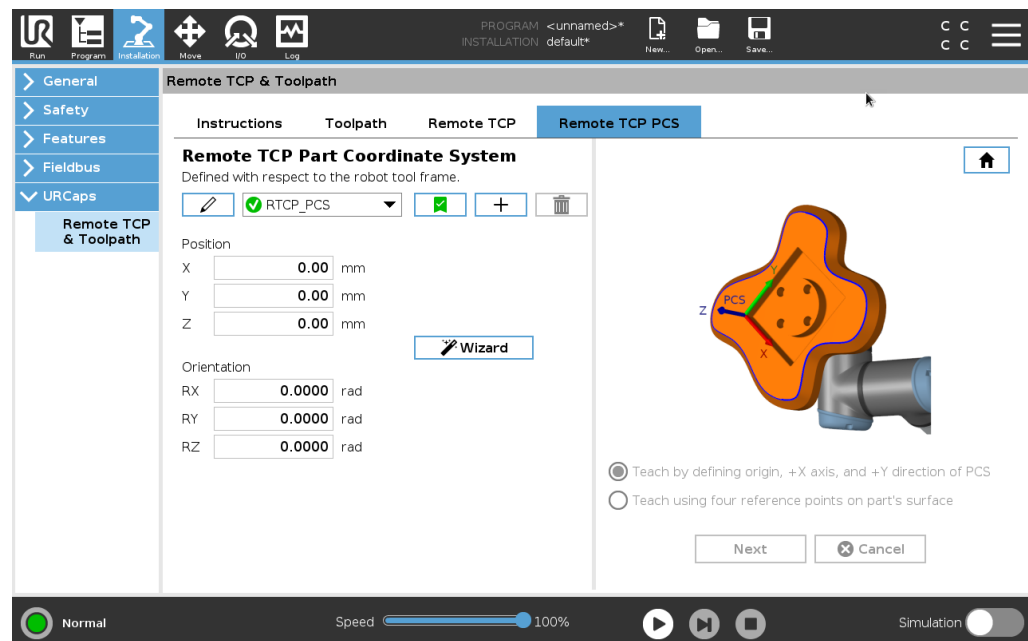 PROGRAM <unnamed>*
INSTALLATION default*
UR
Run
Program
Installation
Move
I/O
Log
New...
Open...
Save...
C C
C C
General
Safety
Features
Fieldbus
URCaps
Remote TCP
& Toolpath
Remote TCP & Toolpath
Instructions Toolpath Remote TCP Remote TCP PCS
Remote TCP Part Coordinate System
Defined with respect to the robot tool frame.
RTCP_PCS
Position
X 0.00 mm
Y 0.00 mm
Z 0.00 mm
Wizard
Orientation
RX 0.0000 rad
RY 0.0000 rad
RZ 0.0000 rad
Y
PCS
Z
X
Teach by defining origin, +X axis, and +Y direction of PCS
Teach using four reference points on part's surface
Next Cancel
Normal
Speed 100%
Simulation